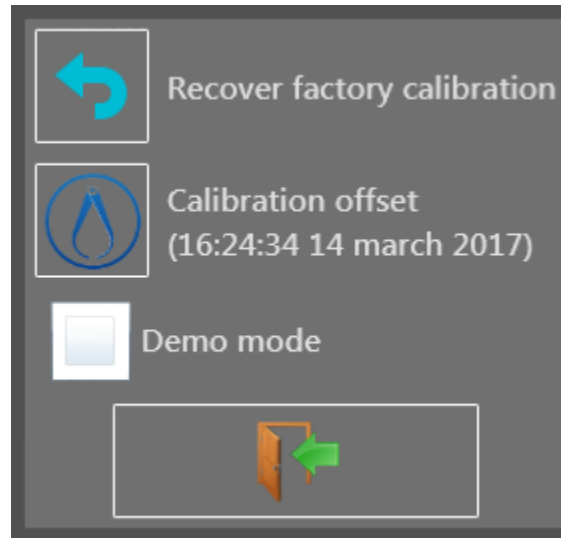 Recover factory calibration
Calibration offset
(16:24:34 14 march 2017)
Demo mode